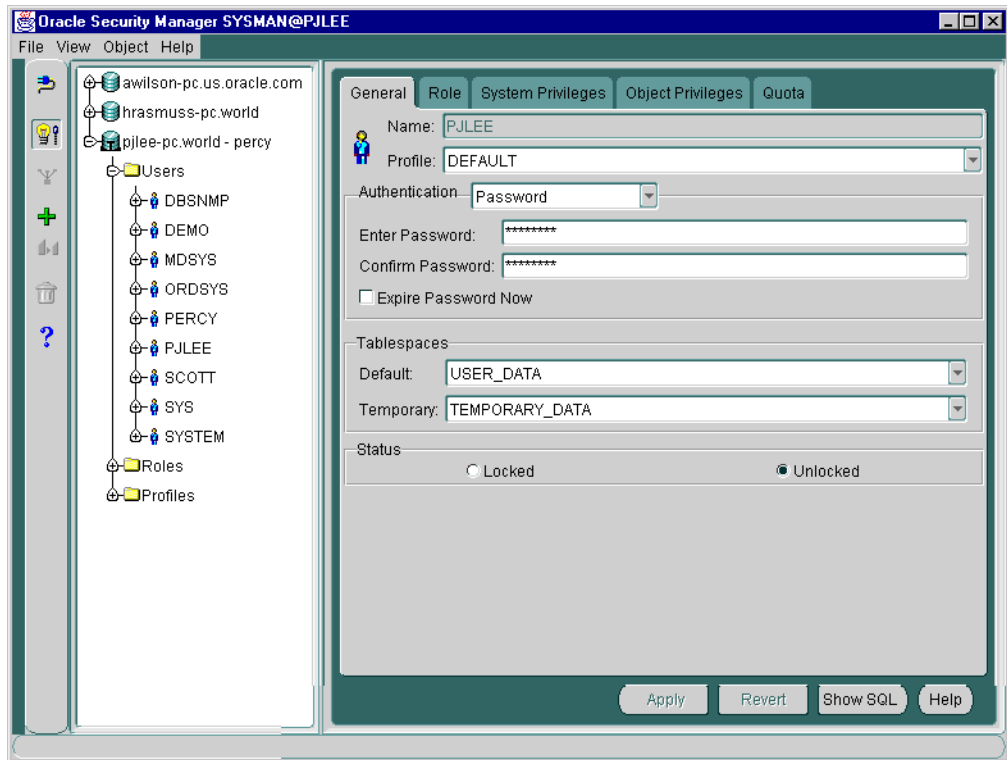 Oracle Security Manager SYSMAN@PJLEE
File View Object Help
awilson-pc.us.oracle.com
hrasmuss-pc.world
pjlee-pc.world - percy
Users
DBSNMP
DEMO
MDSYS
ORDSYS
PERCY
PJLEE
SCOTT
SYS
SYSTEM
Roles
Profiles
General Role System Privileges Object Privileges Quota
Name: PJLEE
Profile: DEFAULT
Authentication Password
Enter Password: ********
Confirm Password: ********
Expire Password Now
Tablespaces
Default: USER_DATA
Temporary: TEMPORARY_DATA
Status
Locked Unlocked
Apply Revert Show SQL Help